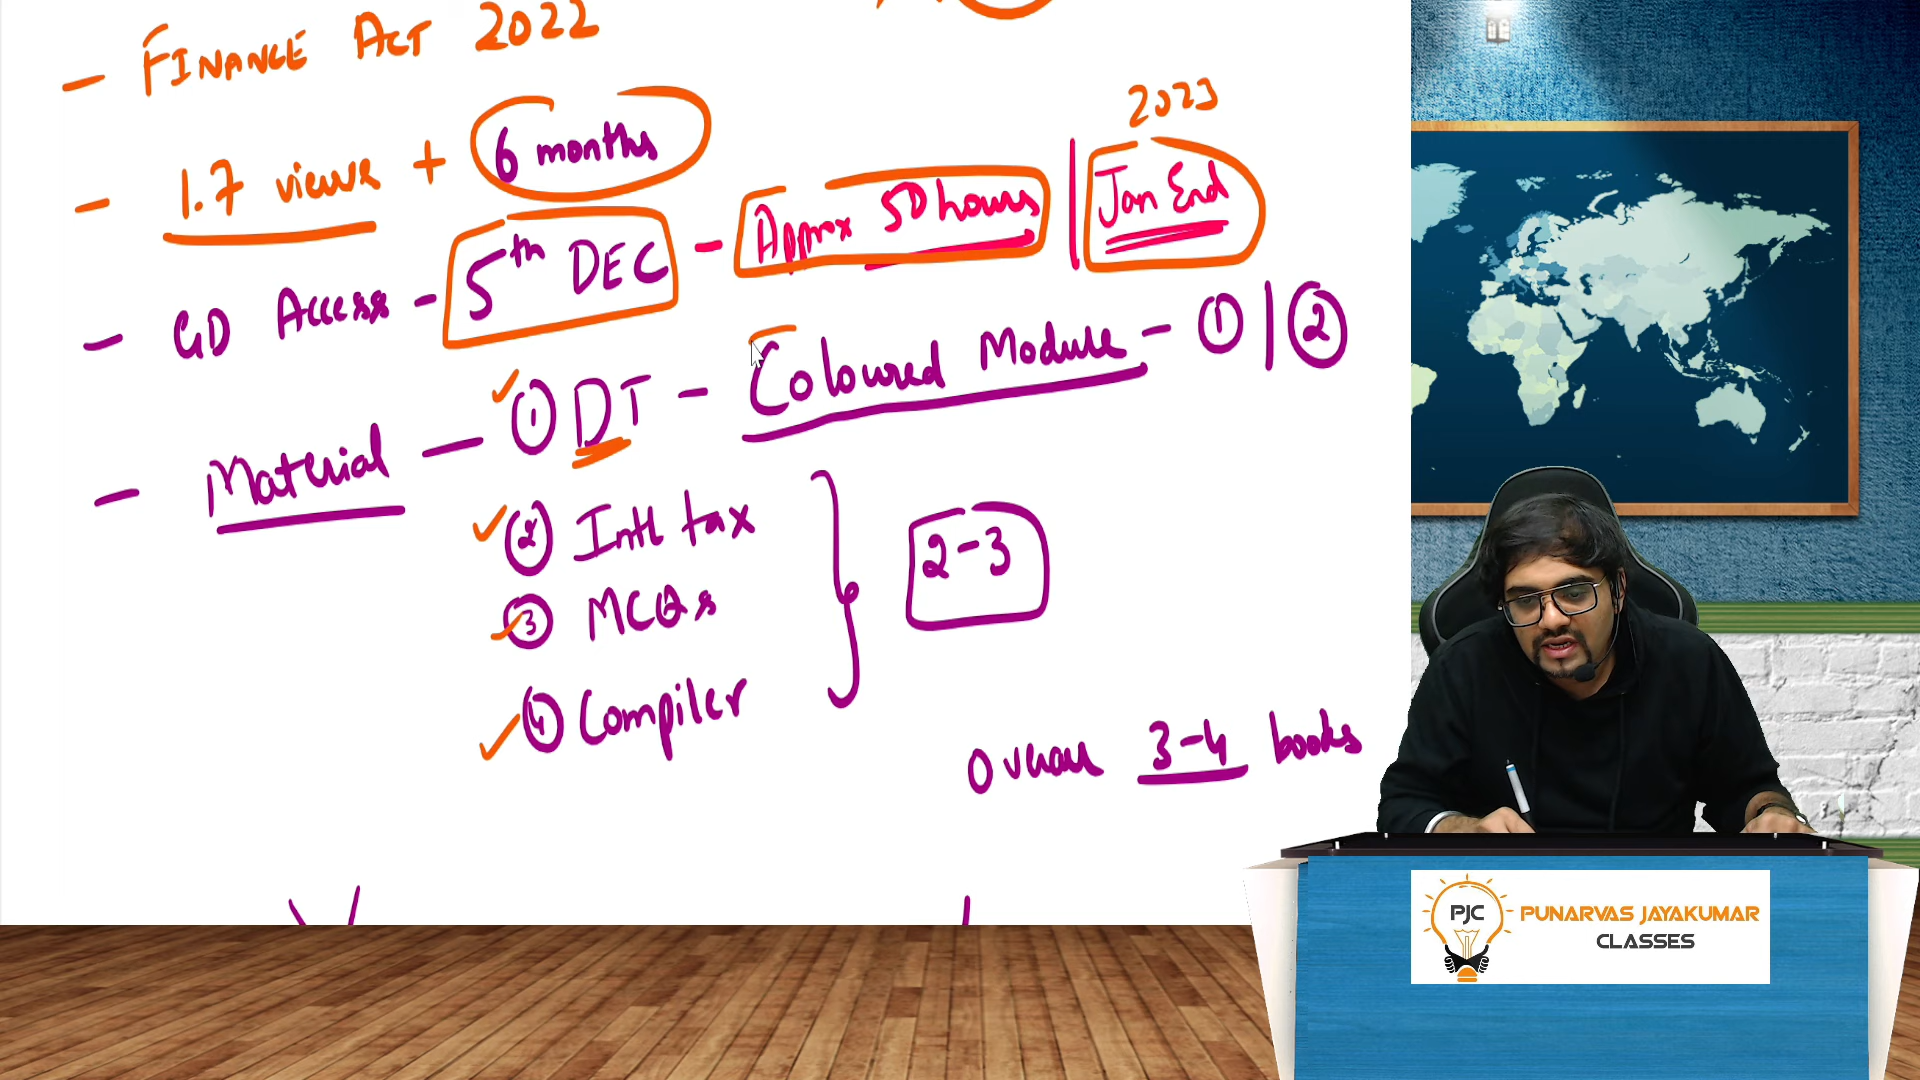 - FINANCE ACT 2022
- 1.7 views + 6 months
2023
- GD Access - 5th DEC - Approx 50 hours | Jan End
- Material - ① DT - Coloured Module - ① | ②
② Intl tax
③ MCQs
④ Compiler
2-3
Overall 3-4 books
PJC PUNARVAS JAYAKUMAR
CLASSES